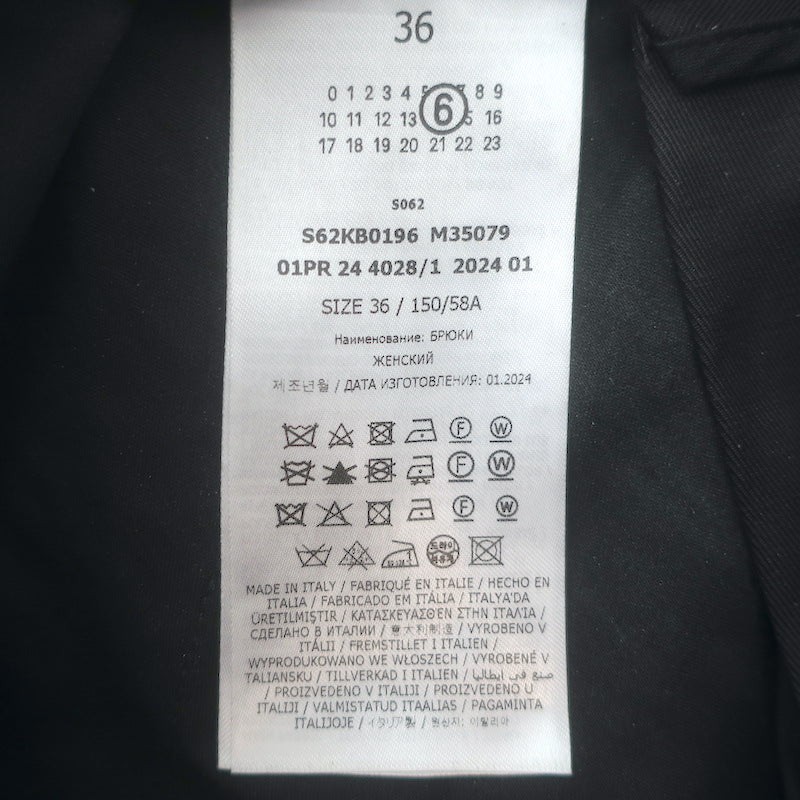 36
0 1 2 3 4 8 9
10 11 12 13 6 16
17 18 19 20 21 22 23
S062
S62KB0196 M35079
01PR 24 4028/1 2024 01
SIZE 36 / 150/58A
Наименование: БРЮКИ
ЖЕНСКИЙ
제조년월 / ДАТА ИЗГОТОВЛЕНИЯ: 01.2024
F W
F W
F W
드라이
MADE IN ITALY / FABRIQUÉ EN ITALIE / HECHO EN
ITALIA / FABRICADO EM ITÁLIA / ITALYA'DA
ÜRETILMIŞTIR / ΚΑΤΑΣΚΕΥΑΣΘΕΝ ΣΤΗΝ ΙΤΑΛΙΑ /
СДЕЛАНО В ИТАЛИИ / 意大利制造 / VYROBENO V
ITÁLII / FREMSTILLET I ITALIEN /
WYPRODUKOWANO WE WŁOSZECH / VYROBENÉ V
TALIANSKU / TILLVERKAD I ITALIEN / صنع في ايطاليا
/ PROIZVEDENO V ITALIJI / PROIZVEDENO U
ITALIJI / VALMISTATUD ITAALIAS / PAGAMINTA
ITALIJOJE / イタリア製 / 원산지: 이탈리아